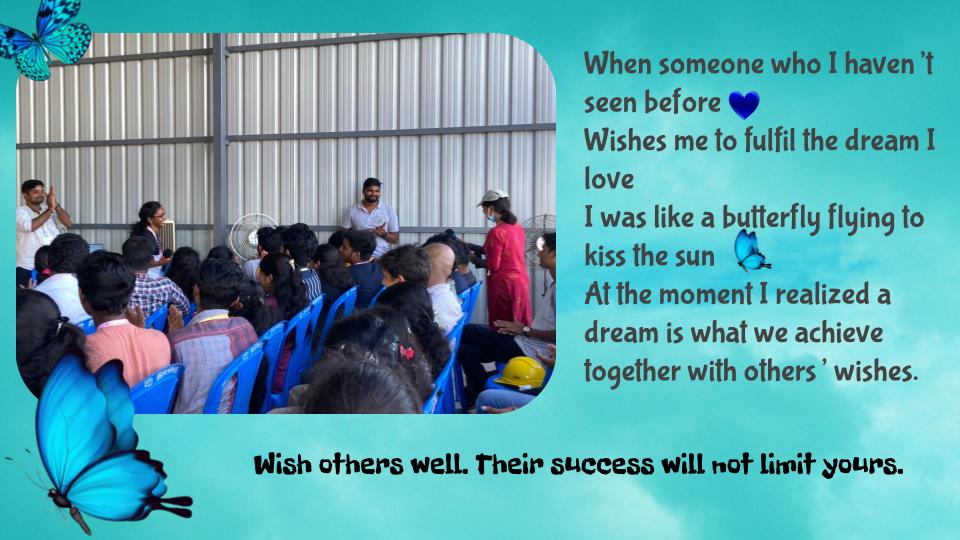 When someone who I haven 't
seen before 💙
Wishes me to fulfil the dream I
love
I was like a butterfly flying to
kiss the sun
At the moment I realized a
dream is what we achieve
together with others ' wishes.
Wish others well. Their success will not limit yours.